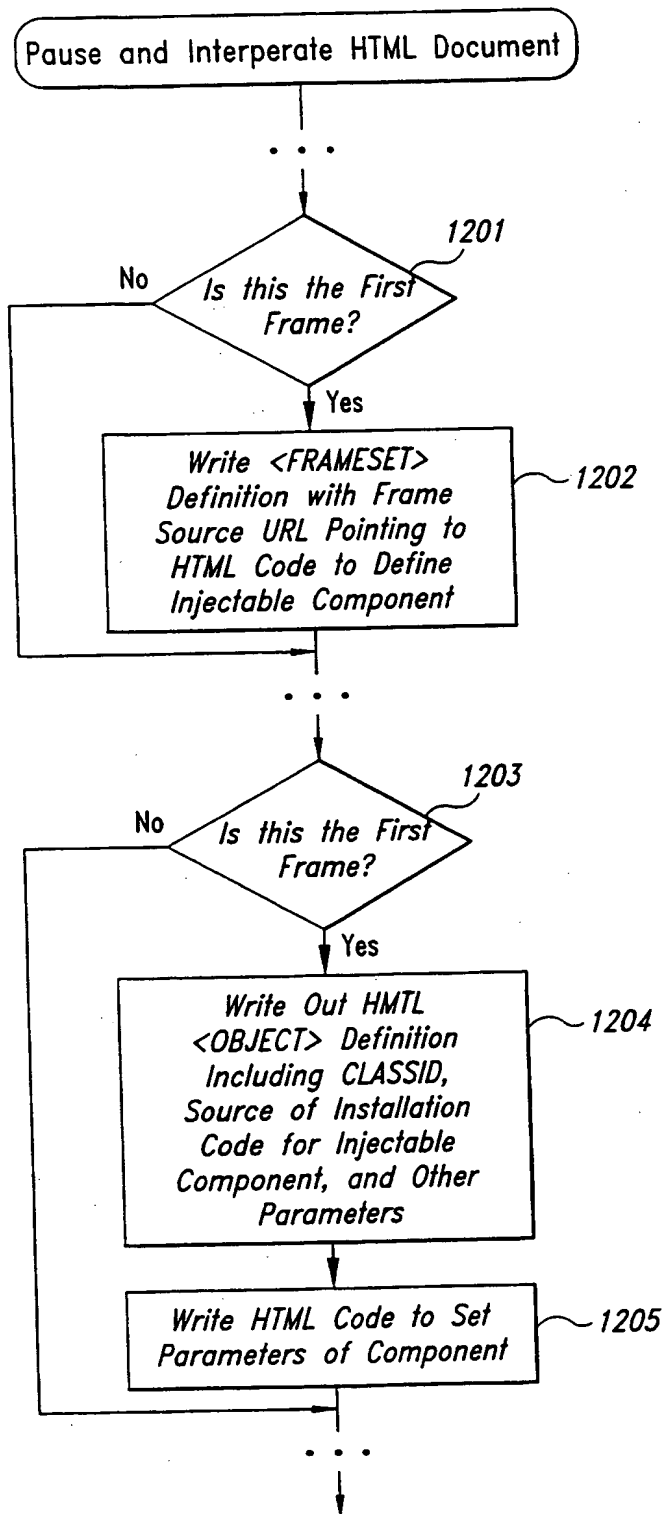 Pause and Interperate HTML Document
1201
No
Is this the First
Frame?
Yes
Write <FRAMESET>
Definition with Frame
Source URL Pointing to
HTML Code to Define
Injectable Component
1202
1203
No
Is this the First
Frame?
Yes
Write Out HMTL
<OBJECT> Definition
Including CLASSID,
Source of Installation
Code for Injectable
Component, and Other
Parameters
1204
Write HTML Code to Set
Parameters of Component
1205